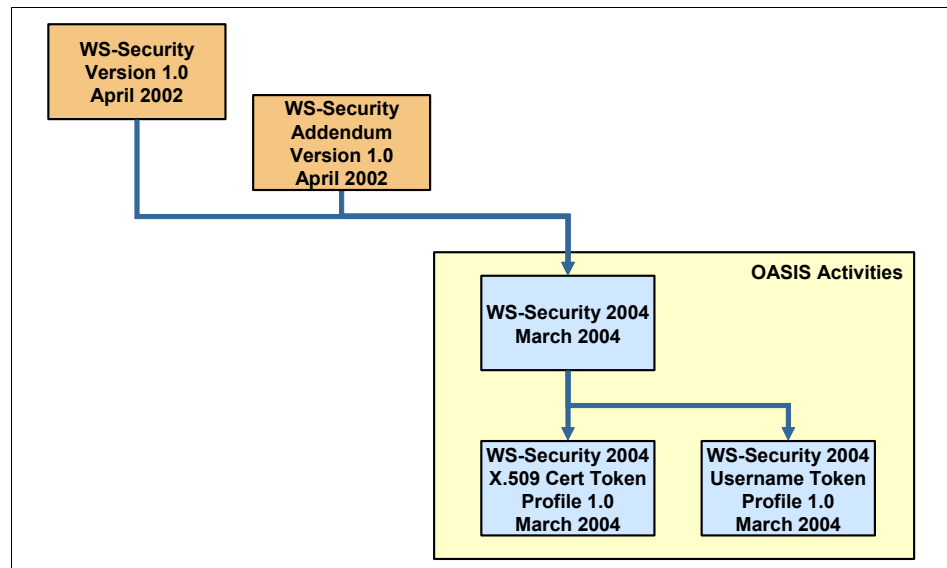 WS-Security
Version 1.0
April 2002
WS-Security
Addendum
Version 1.0
April 2002
OASIS Activities
WS-Security 2004
March 2004
WS-Security 2004
X.509 Cert Token
Profile 1.0
March 2004
WS-Security 2004
Username Token
Profile 1.0
March 2004